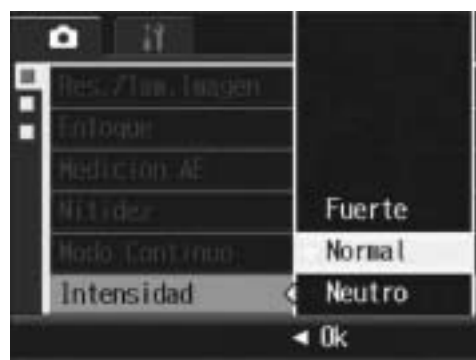 Res./Tam.Imagen
Enfoque
Medición AE
Nitidez
Modo Continuo
Intensidad
Fuerte
Normal
Neutro
◄ Ok